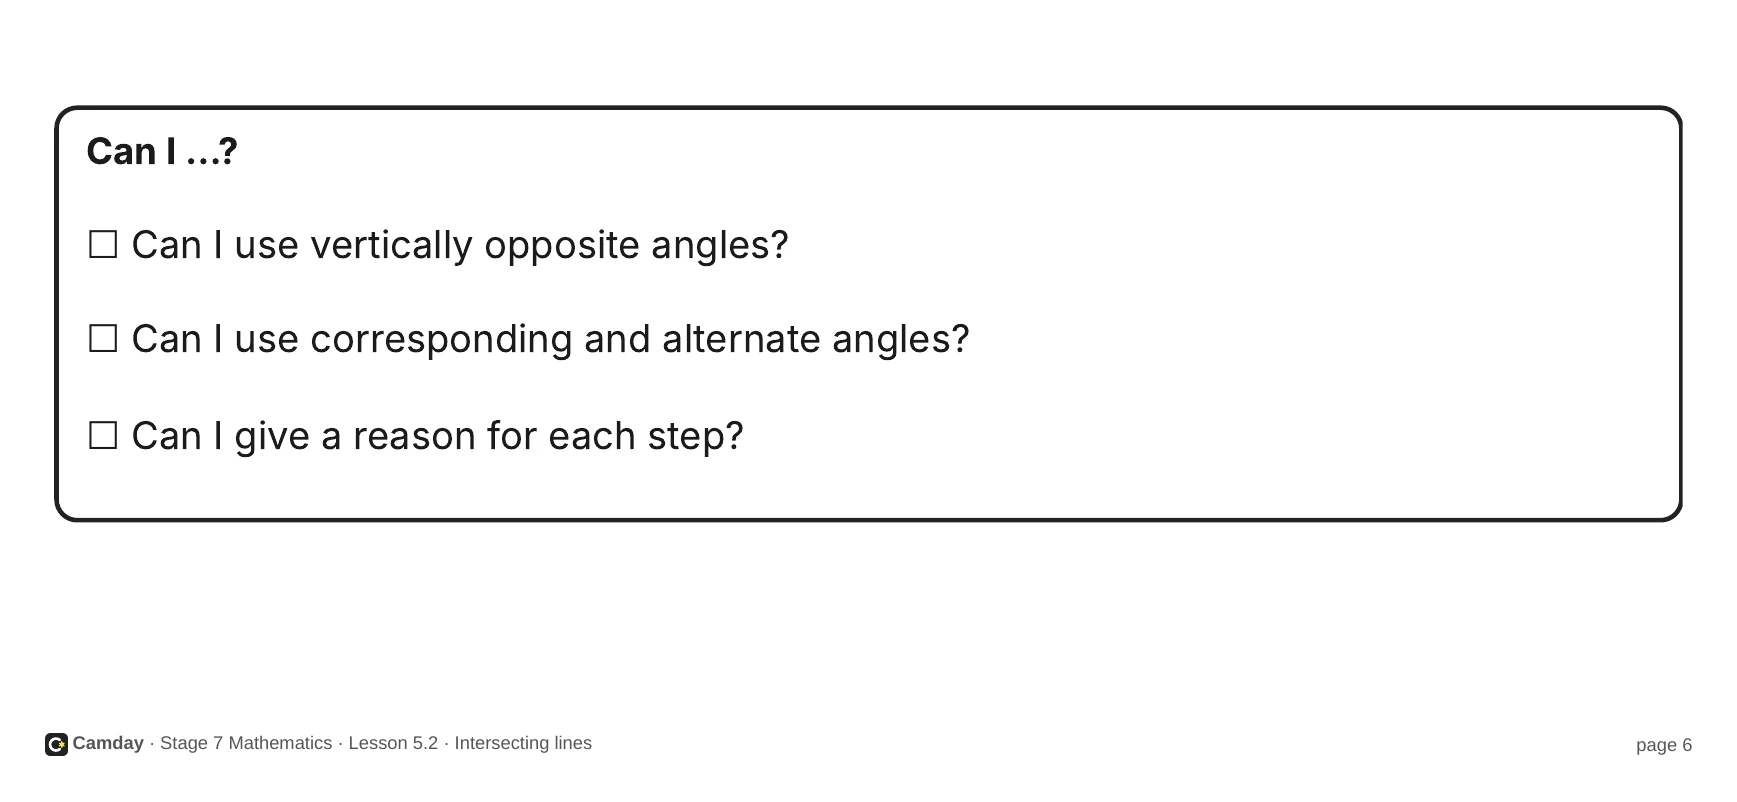 Can I …?
☐ Can I use vertically opposite angles?
☐ Can I use corresponding and alternate angles?
☐ Can I give a reason for each step?
Camday · Stage 7 Mathematics · Lesson 5.2 · Intersecting lines
page 6